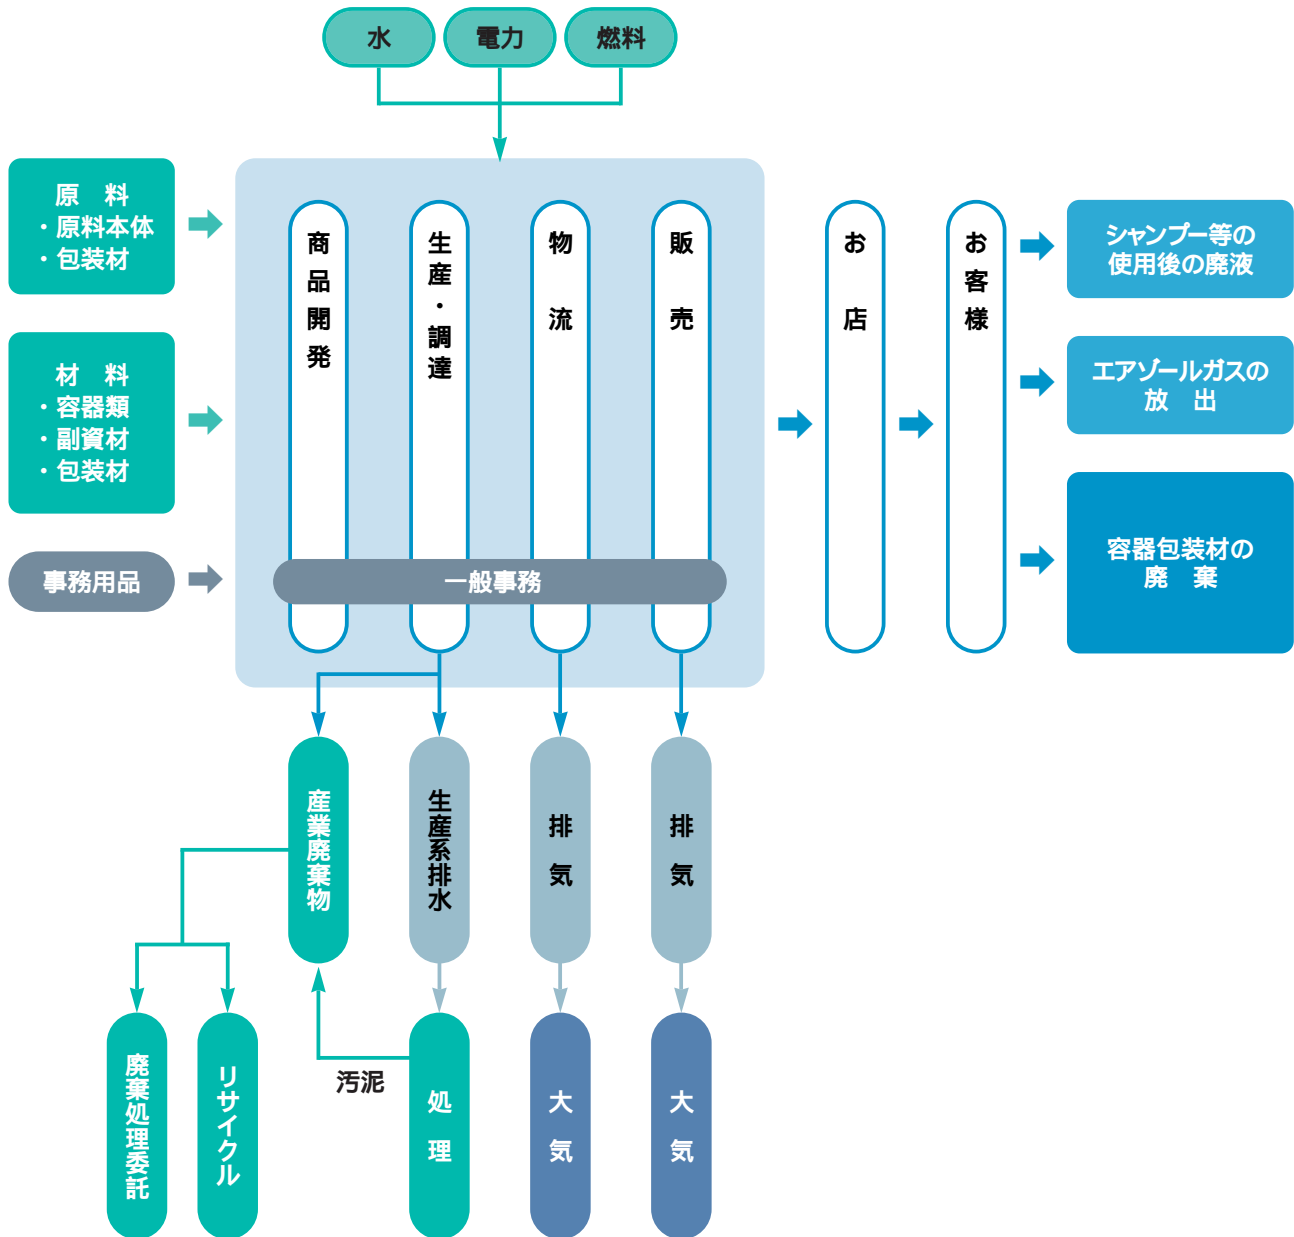 水
電力
燃料
原　料
・原料本体
・包装材
材　料
・容器類
・副資材
・包装材
事務用品
商品開発
生産・調達
物　流
販　売
一般事務
お　店
お客様
シャンプー等の
使用後の廃液
エアゾールガスの
放　出
容器包装材の
廃　棄
産業廃棄物
生産系排水
排　気
排　気
廃棄処理委託
リサイクル
汚泥
処　理
大　気
大　気